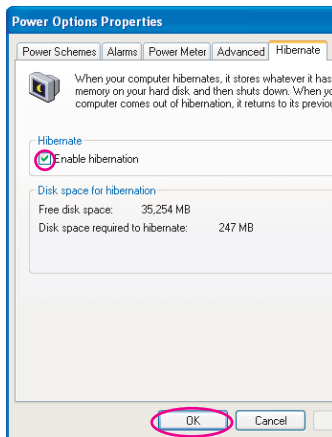 Power Options Properties
Power Schemes Alarms Power Meter Advanced Hibernate
When your computer hibernates, it stores whatever it has
memory on your hard disk and then shuts down. When
computer comes out of hibernation, it returns to its
Hibernate
Enable hibernation
Disk space for hibernation
Free disk space: 35,254 MB
Disk space required to hibernate: 247 MB
OK Cancel